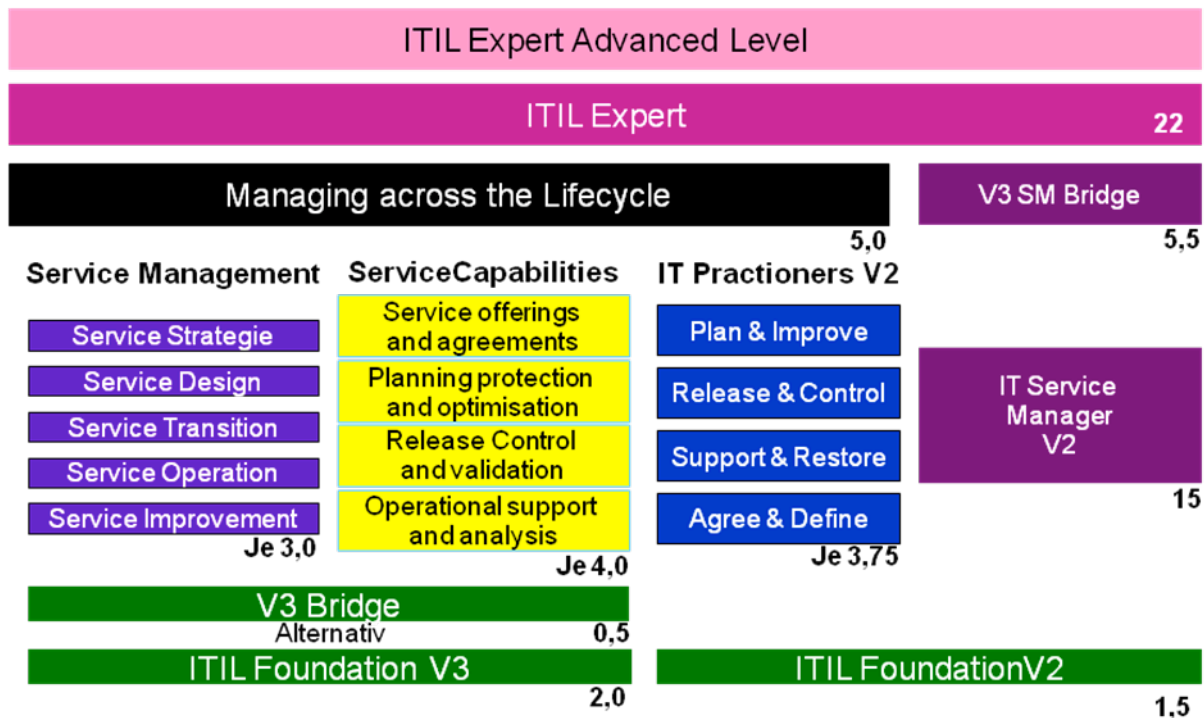 ITIL Expert Advanced Level
ITIL Expert
22
Managing across the Lifecycle
5,0
V3 SM Bridge
5,5
Service Management
Service Strategie
Service Design
Service Transition
Service Operation
Service Improvement
Je 3,0
ServiceCapabilities
Service offerings
and agreements
Planning protection
and optimisation
Release Control
and validation
Operational support
and analysis
Je 4,0
IT Practioners V2
Plan & Improve
Release & Control
Support & Restore
Agree & Define
Je 3,75
IT Service
Manager
V2
15
V3 Bridge
Alternativ
0,5
ITIL Foundation V3
2,0
ITIL FoundationV2
1,5